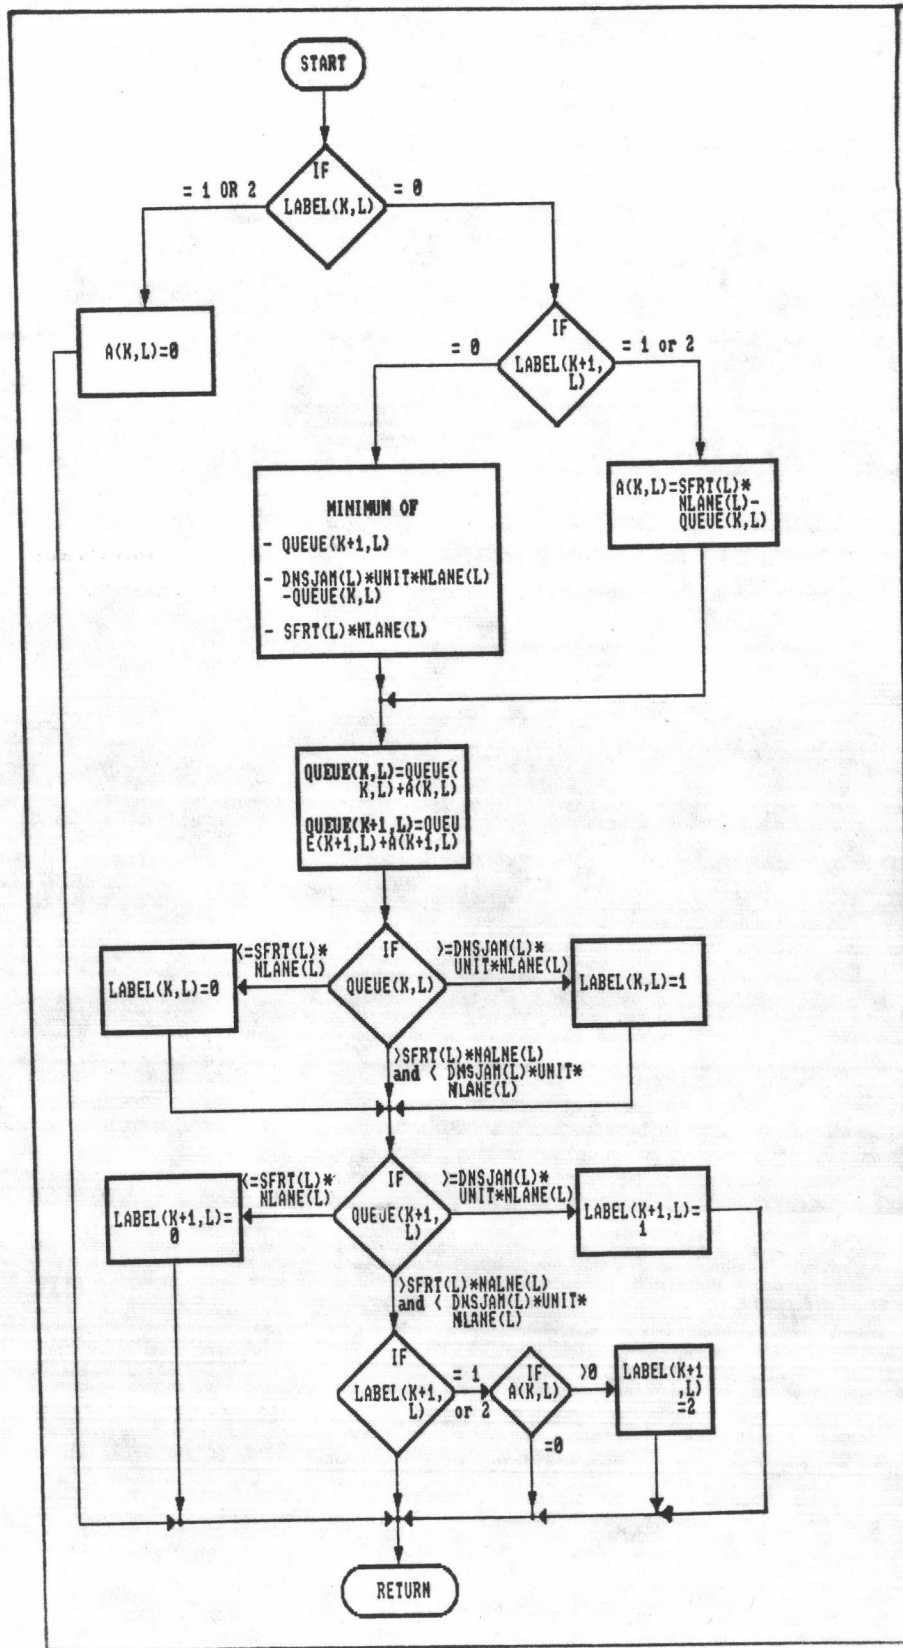 START
IF
LABEL(K,L)
= 1 OR 2
= 0
A(K,L)=0
IF
LABEL(K+1,
L)
= 0
= 1 or 2
MINIMUM OF
- QUEUE(K+1,L)
- DNSJAM(L)*UNIT*NLANE(L)
-QUEUE(K,L)
- SFRT(L)*NLANE(L)
A(K,L)=SFRT(L)*
NLANE(L)-
QUEUE(K,L)
QUEUE(K,L)=QUEUE(
K,L)+A(K,L)
QUEUE(K+1,L)=QUEU
E(K+1,L)+A(K+1,L)
IF
QUEUE(K,L)
<=SFRT(L)*
NLANE(L)
>=DNSJAM(L)*
UNIT*NLANE(L)
LABEL(K,L)=0
LABEL(K,L)=1
>SFRT(L)*NALNE(L)
and < DNSJAM(L)*UNIT*
NLANE(L)
IF
QUEUE(K+1,
L)
<=SFRT(L)*
NLANE(L)
>=DNSJAM(L)*
UNIT*NLANE(L)
LABEL(K+1,L)=
0
LABEL(K+1,L)=
1
>SFRT(L)*NALNE(L)
and < DNSJAM(L)*UNIT*
NLANE(L)
IF
LABEL(K+1,
L)
= 1
or 2
IF
A(K,L)
>0
=0
LABEL(K+1
,L)
=2
RETURN